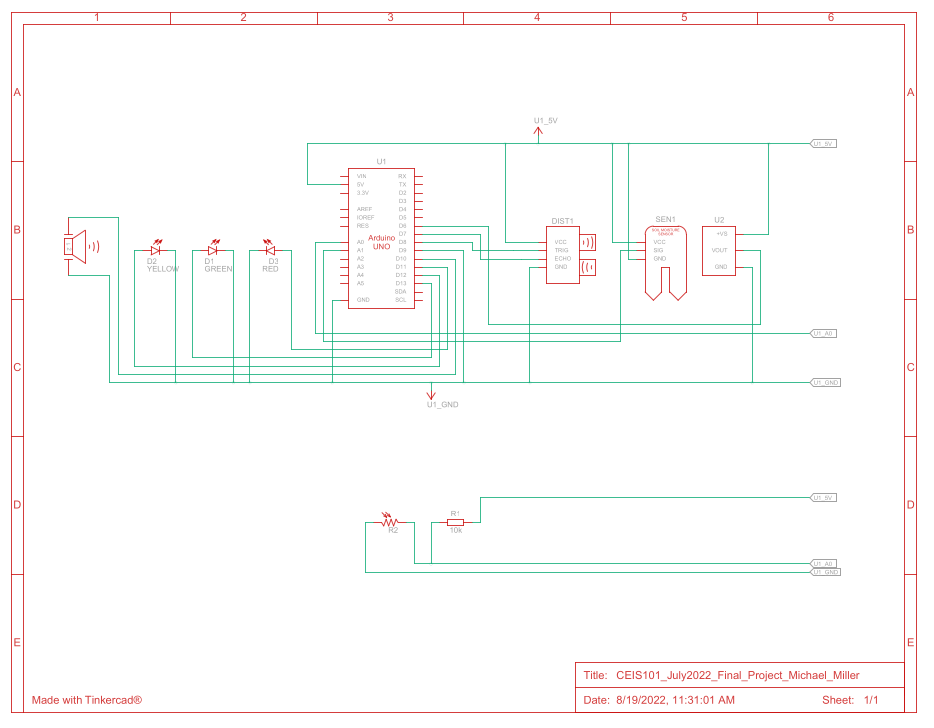 1 2 3 4 5 6
A A
U1_5V
U1_5V
U1
VIN RX
5V TX
3.3V D2
D3
AREF D4
IOREF D5
RES D6
D7
A0 D8
A1 D9
A2 D10
A3 D11
A4 D12
A5 D13
SDA
GND SCL
Arduino
UNO
B B
D2
YELLOW
D1
GREEN
D3
RED
DIST1
VCC
TRIG
ECHO
GND
SEN1
SOIL MOISTURE
SENSOR
VCC
SIG
GND
U2
+VS
VOUT
GND
U1_A0
C C
U1_GND
U1_GND
D D
U1_5V
R2
R1
10k
U1_A0
U1_GND
E E
Title: CEIS101_July2022_Final_Project_Michael_Miller
Made with Tinkercad®
Date: 8/19/2022, 11:31:01 AM Sheet: 1/1